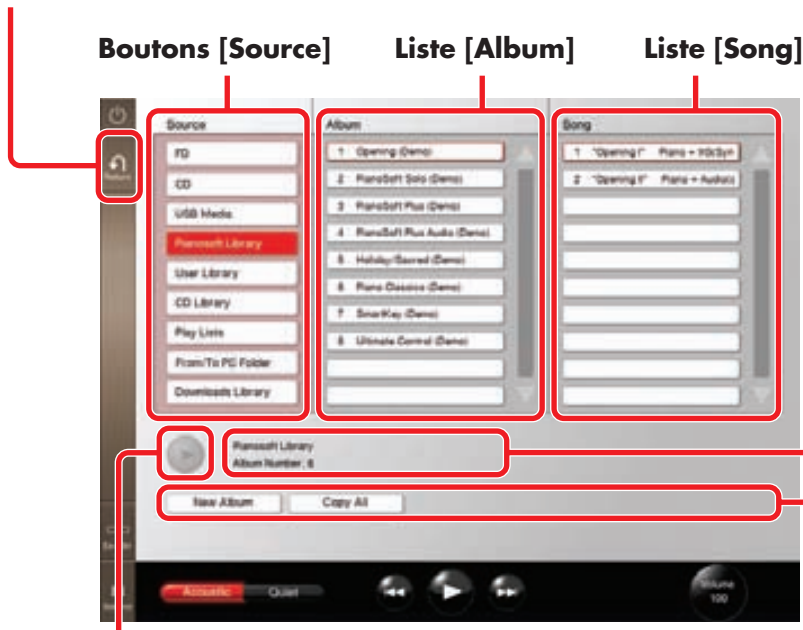 Boutons [Source] Liste [Album] Liste [Song]
Source Album Song
Return
FD
CD
USB Media
Pianosoft Library
User Library
CD Library
Play Lists
From/To PC Folder
Downloads Library
1 Opening (Demo)
2 PianoSoft Solo (Demo)
3 PianoSoft Plus (Demo)
4 PianoSoft Plus Audio (Demo)
5 Holiday/Sacred (Demo)
6 Piano Classics (Demo)
7 SmartKey (Demo)
8 Ultimate Control (Demo)
1 "Opening I" Piano +
2 "Opening II" Piano +
Pianosoft Library
Album Number: 8
New Album Copy All
Acoustic Quiet
Volume
100